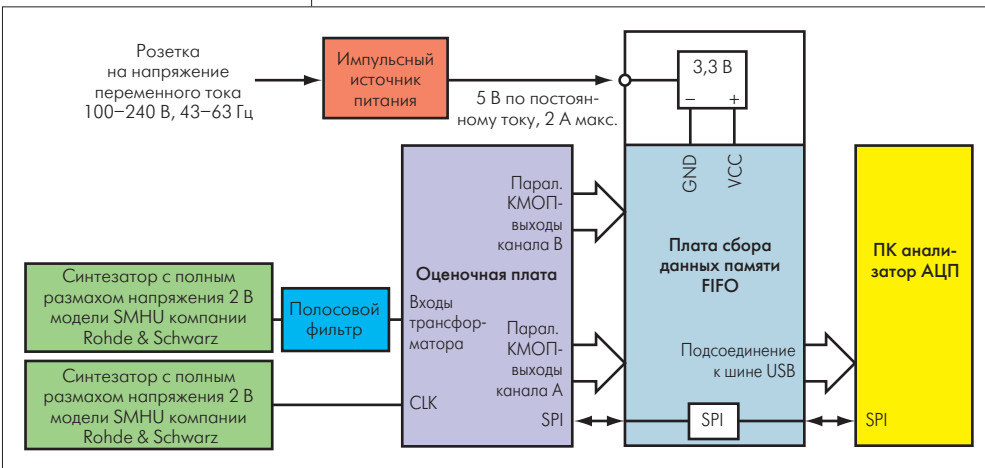 Розетка
на напряжение
переменного тока
100–240 В, 43–63 Гц
Импульсный
источник
питания
5 В по постоян-
ному току, 2 А макс.
3,3 В
– +
GND
VCC
Парал.
КМОП-
выходы
канала В
Оценочная плата
Входы
трансфор-
матора
Парал.
КМОП-
выходы
канала А
CLK
SPI
Синтезатор с полным
размахом напряжения 2 В
модели SMHU компании
Rohde & Schwarz
Полосовой
фильтр
Синтезатор с полным
размахом напряжения 2 В
модели SMHU компании
Rohde & Schwarz
Плата сбора
данных памяти
FIFO
Подсоединение
к шине USB
SPI
ПК анали-
затор АЦП
SPI